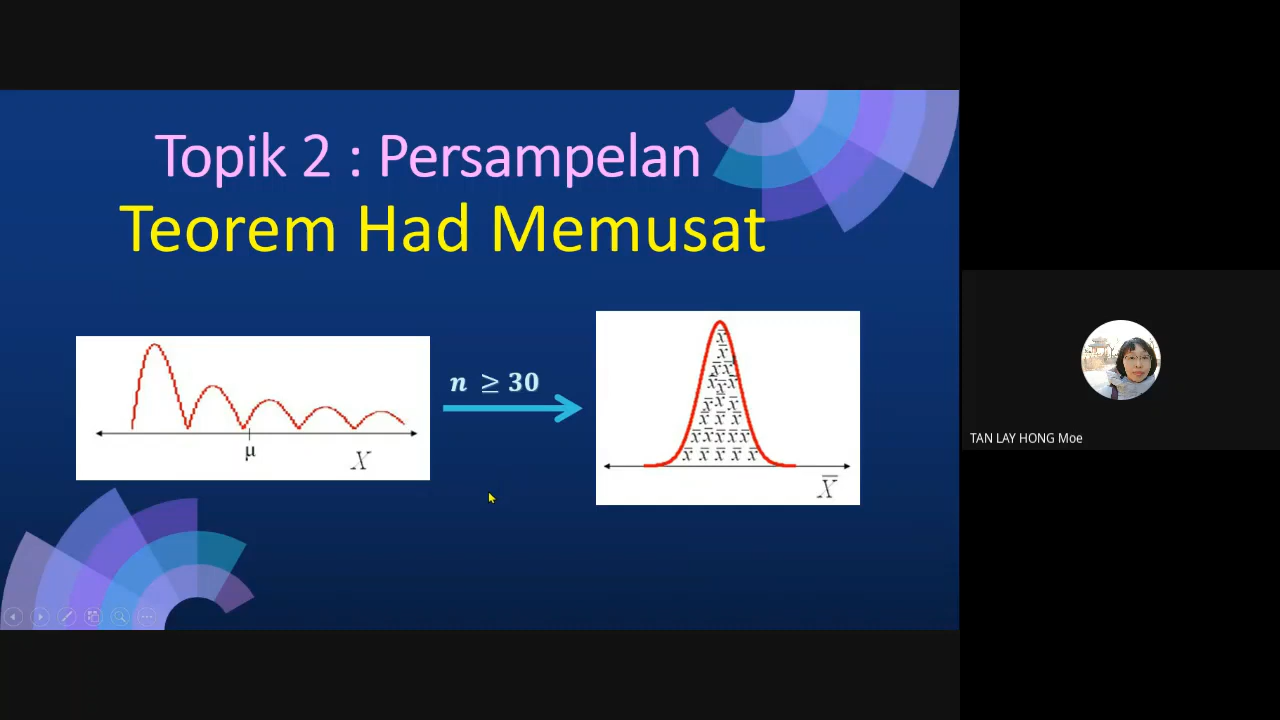 Topik 2 : Persampelan
Teorem Had Memusat
n ≥ 30
μ
X
x̄
x̄
x̄ x̄
x̄ x̄ x̄
x̄ x̄ x̄
x̄ x̄ x̄
x̄ x̄ x̄ x̄ x̄
x̄ x̄ x̄ x̄ x̄
X̄
TAN LAY HONG Moe